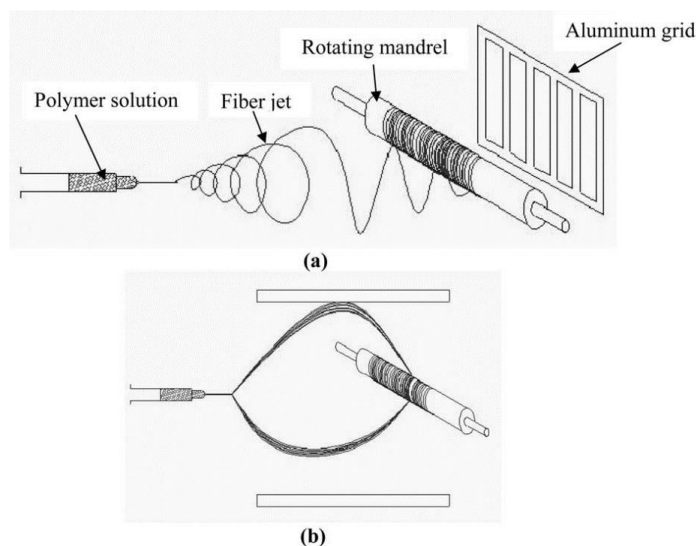 Aluminum grid
Rotating mandrel
Polymer solution
Fiber jet
(a)
(b)